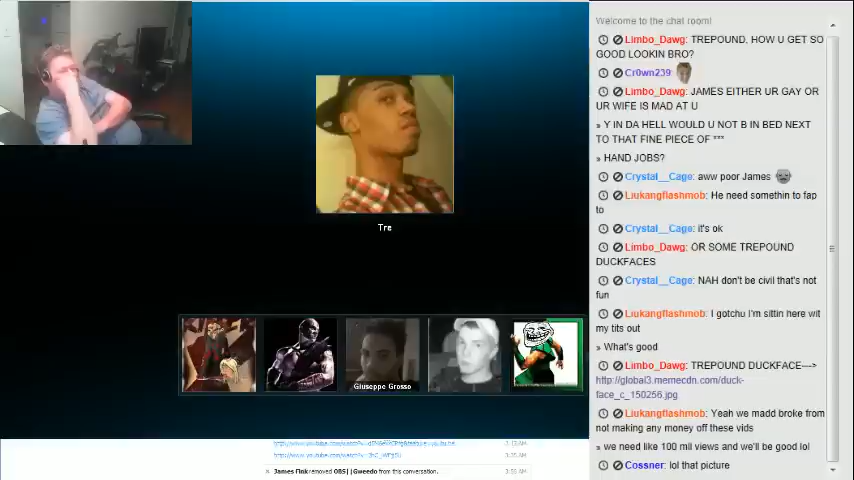 Welcome to the chat room!
Limbo_Dawg: TREPOUND, HOW U GET SO
GOOD LOOKIN BRO?
Cr0wn239:
Limbo_Dawg: JAMES EITHER UR GAY OR
UR WIFE IS MAD AT U
» Y IN DA HELL WOULD U NOT B IN BED NEXT
TO THAT FINE PIECE OF ***
» HAND JOBS?
Crystal__Cage: aww poor James
Liukangflashmob: He need somethin to fap
to
Crystal__Cage: it's ok
Limbo_Dawg: OR SOME TREPOUND
DUCKFACES
Crystal__Cage: NAH don't be civil that's not
fun
Liukangflashmob: I gotchu I'm sittin here wit
my tits out
» What's good
Limbo_Dawg: TREPOUND DUCKFACE--->
http://global3.memecdn.com/duck-
face_c_150256.jpg
Liukangflashmob: Yeah we madd broke from
not making any money off these vids
» we need like 100 mil views and we'll be good lol
Cossner: lol that picture
Tre
Giuseppe Grosso
3:35 AM
James Fink removed OBS| |Gweedo from this conversation.